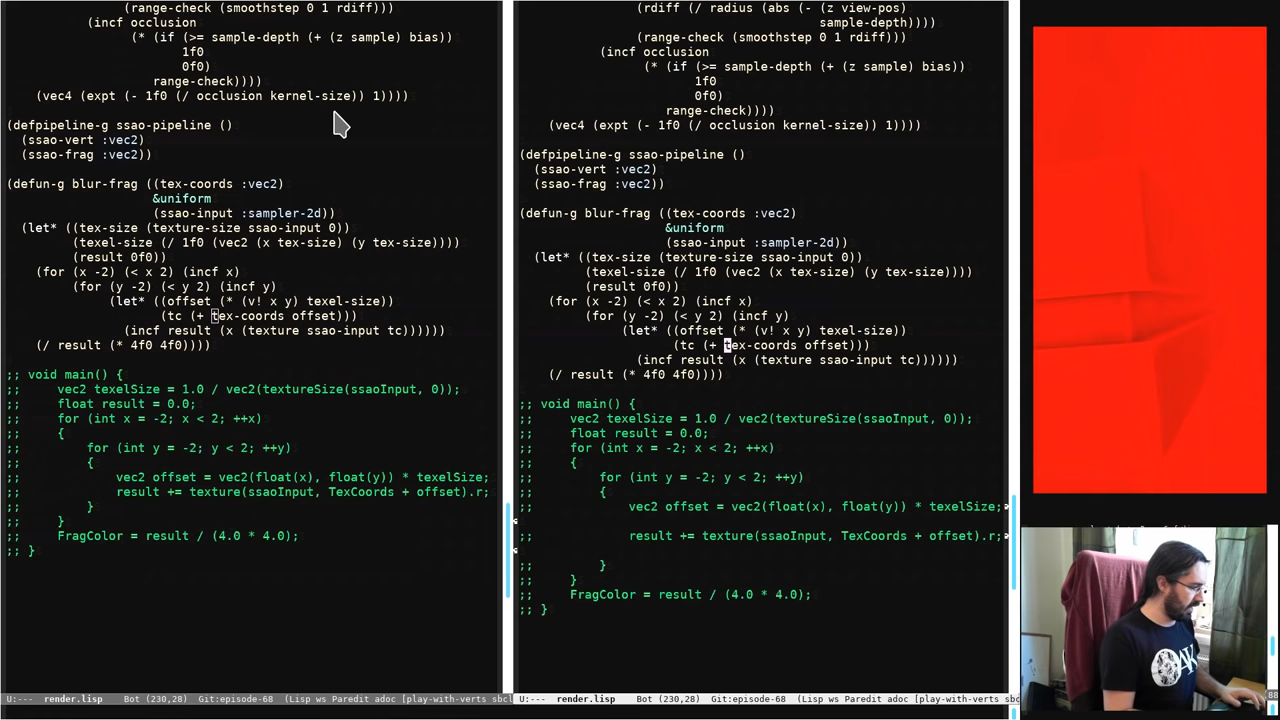 (range-check (smoothstep 0 1 rdiff)))
(incf occlusion
(* (if (>= sample-depth (+ (z sample) bias))
1f0
0f0)
range-check))))
(vec4 (expt (- 1f0 (/ occlusion kernel-size)) 1))))
(defpipeline-g ssao-pipeline ()
(ssao-vert :vec2)
(ssao-frag :vec2))
(defun-g blur-frag ((tex-coords :vec2)
&uniform
(ssao-input :sampler-2d))
(let* ((tex-size (texture-size ssao-input 0))
(texel-size (/ 1f0 (vec2 (x tex-size) (y tex-size))))
(result 0f0))
(for (x -2) (< x 2) (incf x)
(for (y -2) (< y 2) (incf y)
(let* ((offset (* (v! x y) texel-size))
(tc (+ tex-coords offset)))
(incf result (x (texture ssao-input tc))))))
(/ result (* 4f0 4f0))))
;; void main() {
;;     vec2 texelSize = 1.0 / vec2(textureSize(ssaoInput, 0));
;;     float result = 0.0;
;;     for (int x = -2; x < 2; ++x)
;;     {
;;         for (int y = -2; y < 2; ++y)
;;         {
;;             vec2 offset = vec2(float(x), float(y)) * texelSize;
;;             result += texture(ssaoInput, TexCoords + offset).r;
;;         }
;;     }
;;     FragColor = result / (4.0 * 4.0);
;; }
U:--- render.lisp Bot (230,28) Git:episode-68 (Lisp ws Paredit adoc [play-with-verts sbcl
(rdiff (/ radius (abs (- (z view-pos)
sample-depth))))
(range-check (smoothstep 0 1 rdiff)))
(incf occlusion
(* (if (>= sample-depth (+ (z sample) bias))
1f0
0f0)
range-check))))
(vec4 (expt (- 1f0 (/ occlusion kernel-size)) 1))))
(defpipeline-g ssao-pipeline ()
(ssao-vert :vec2)
(ssao-frag :vec2))
(defun-g blur-frag ((tex-coords :vec2)
&uniform
(ssao-input :sampler-2d))
(let* ((tex-size (texture-size ssao-input 0))
(texel-size (/ 1f0 (vec2 (x tex-size) (y tex-size))))
(result 0f0))
(for (x -2) (< x 2) (incf x)
(for (y -2) (< y 2) (incf y)
(let* ((offset (* (v! x y) texel-size))
(tc (+ tex-coords offset)))
(incf result (x (texture ssao-input tc))))))
(/ result (* 4f0 4f0))))
;; void main() {
;;     vec2 texelSize = 1.0 / vec2(textureSize(ssaoInput, 0));
;;     float result = 0.0;
;;     for (int x = -2; x < 2; ++x)
;;     {
;;         for (int y = -2; y < 2; ++y)
;;         {
;;             vec2 offset = vec2(float(x), float(y)) * texelSize;
;;             result += texture(ssaoInput, TexCoords + offset).r;
;;         }
;;     }
;;     FragColor = result / (4.0 * 4.0);
;; }
U:--- render.lisp Bot (230,28) Git:episode-68 (Lisp ws Paredit adoc [play-with-verts sbc
88